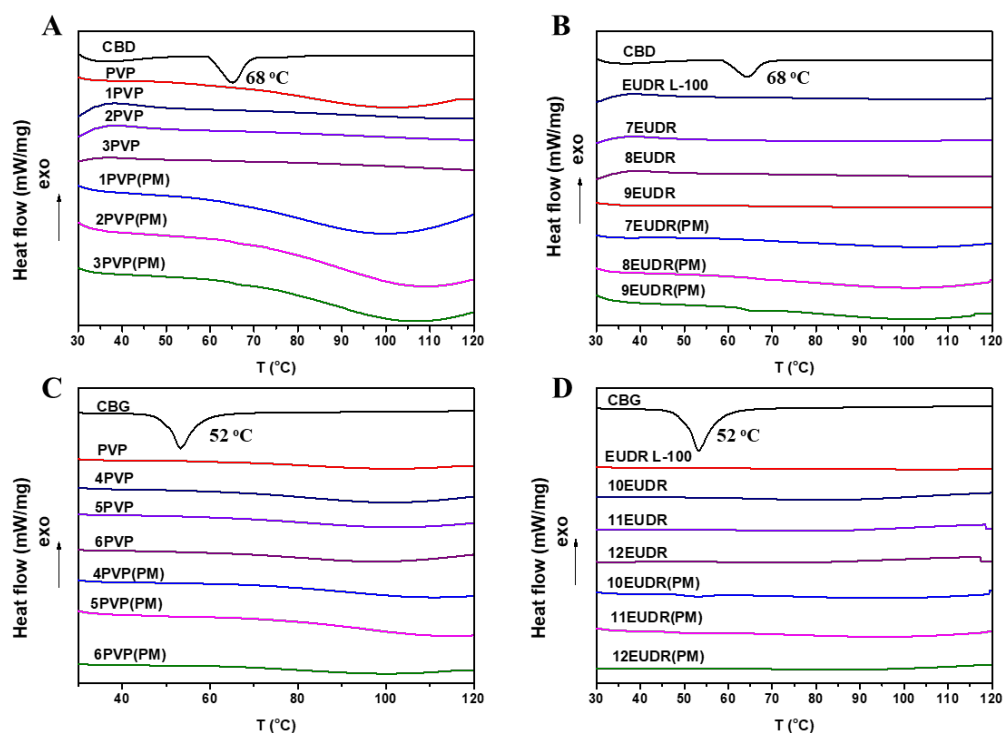 A
Heat flow (mW/mg)
exo
CBD
68 °C
PVP
1PVP
2PVP
3PVP
1PVP(PM)
2PVP(PM)
3PVP(PM)
30 40 50 60 70 80 90 100 110 120
T (°C)
B
Heat flow (mW/mg)
exo
CBD
68 °C
EUDR L-100
7EUDR
8EUDR
9EUDR
7EUDR(PM)
8EUDR(PM)
9EUDR(PM)
30 40 50 60 70 80 90 100 110 120
T (°C)
C
Heat flow (mW/mg)
exo
CBG
52 °C
PVP
4PVP
5PVP
6PVP
4PVP(PM)
5PVP(PM)
6PVP(PM)
40 60 80 100 120
T (°C)
D
Heat flow (mW/mg)
exo
CBG
52 °C
EUDR L-100
10EUDR
11EUDR
12EUDR
10EUDR(PM)
11EUDR(PM)
12EUDR(PM)
30 40 50 60 70 80 90 100 110 120
T (°C)